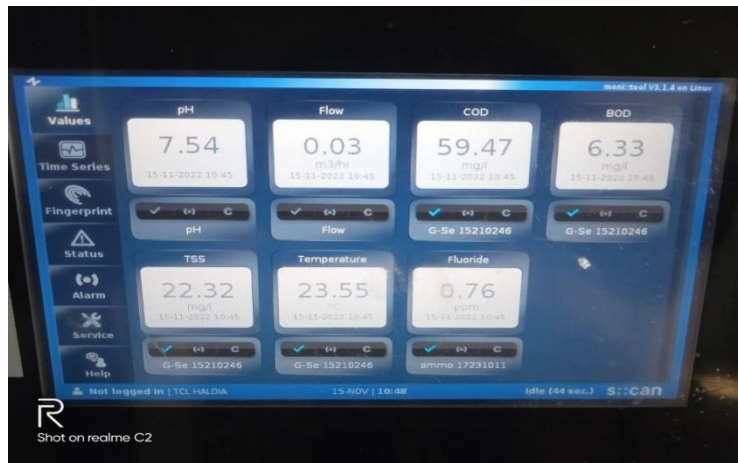 moni::tool V3.1.4 on Linux
Values
Time Series
Fingerprint
Status
Alarm
Service
Help
pH
7.54
15-11-2022 10:45
C
pH
Flow
0.03
m3/hr
15-11-2022 10:45
C
Flow
COD
59.47
mg/l
15-11-2022 10:45
C
G-Se 15210246
BOD
6.33
mg/l
15-11-2022 10:45
C
G-Se 15210246
TSS
22.32
mg/l
15-11-2022 10:45
C
G-Se 15210246
Temperature
23.55
°C
15-11-2022 10:45
C
G-Se 15210246
Fluoride
0.76
ppm
15-11-2022 10:45
C
ammo 17231011
Not logged in | TCL HALDIA
15-NOV | 10:48
Idle (44 sec.)
s::can
R
Shot on realme C2